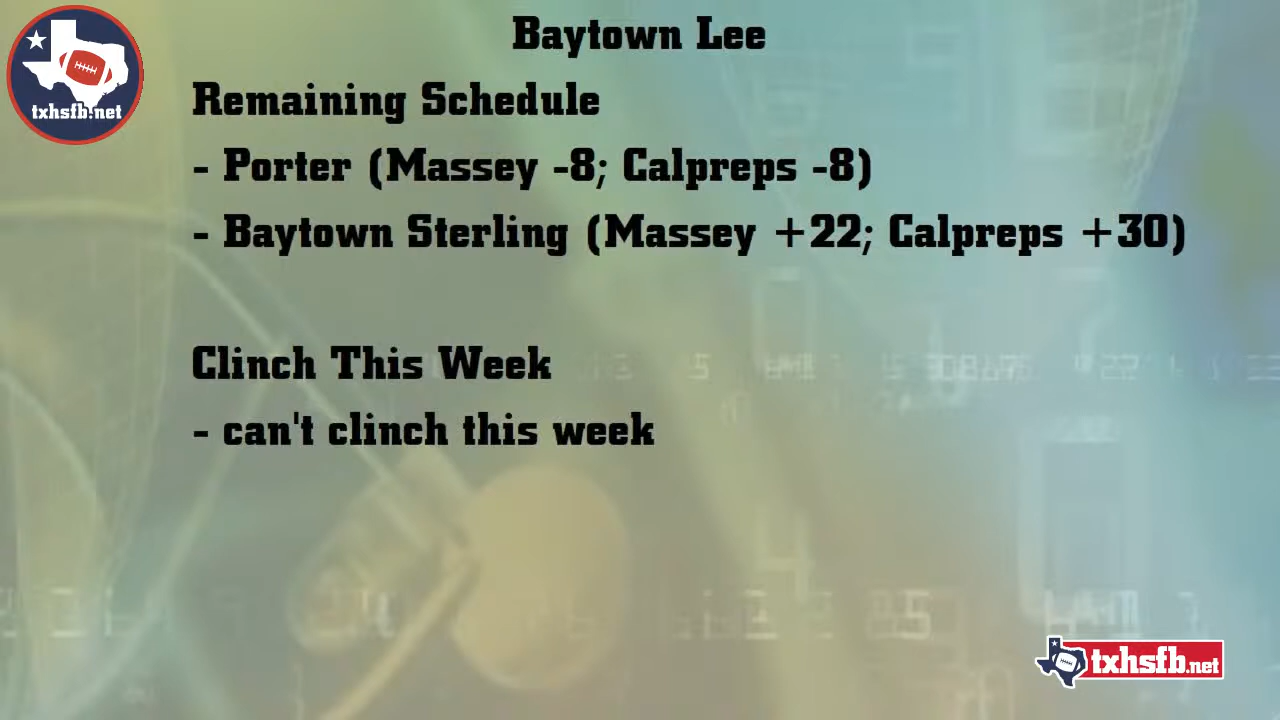 Baytown Lee
txhsfb.net
Remaining Schedule
- Porter (Massey -8; Calpreps -8)
- Baytown Sterling (Massey +22; Calpreps +30)
Clinch This Week
- can't clinch this week
txhsfb.net